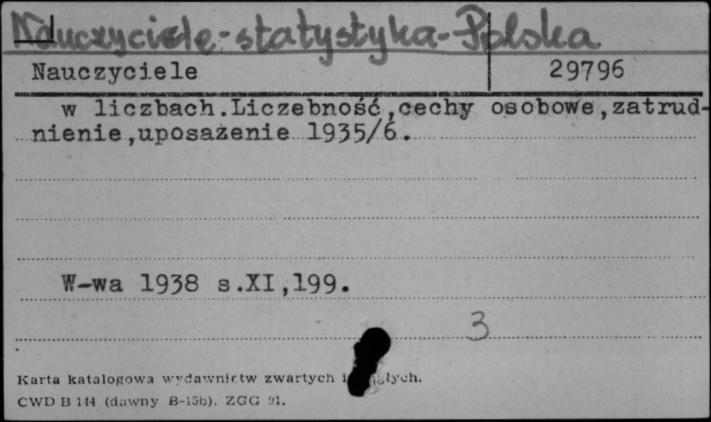 Nauczyciele-statystyka-Polska
Nauczyciele 29796
w liczbach.Liczebność,cechy osobowe,zatrud-
nienie,uposażenie 1935/6.
W-wa 1938 s.XI,199.
3
Karta katalogowa wydawnictw zwartych i
CWD B 144 (dawny B-15b). ZGG 91.